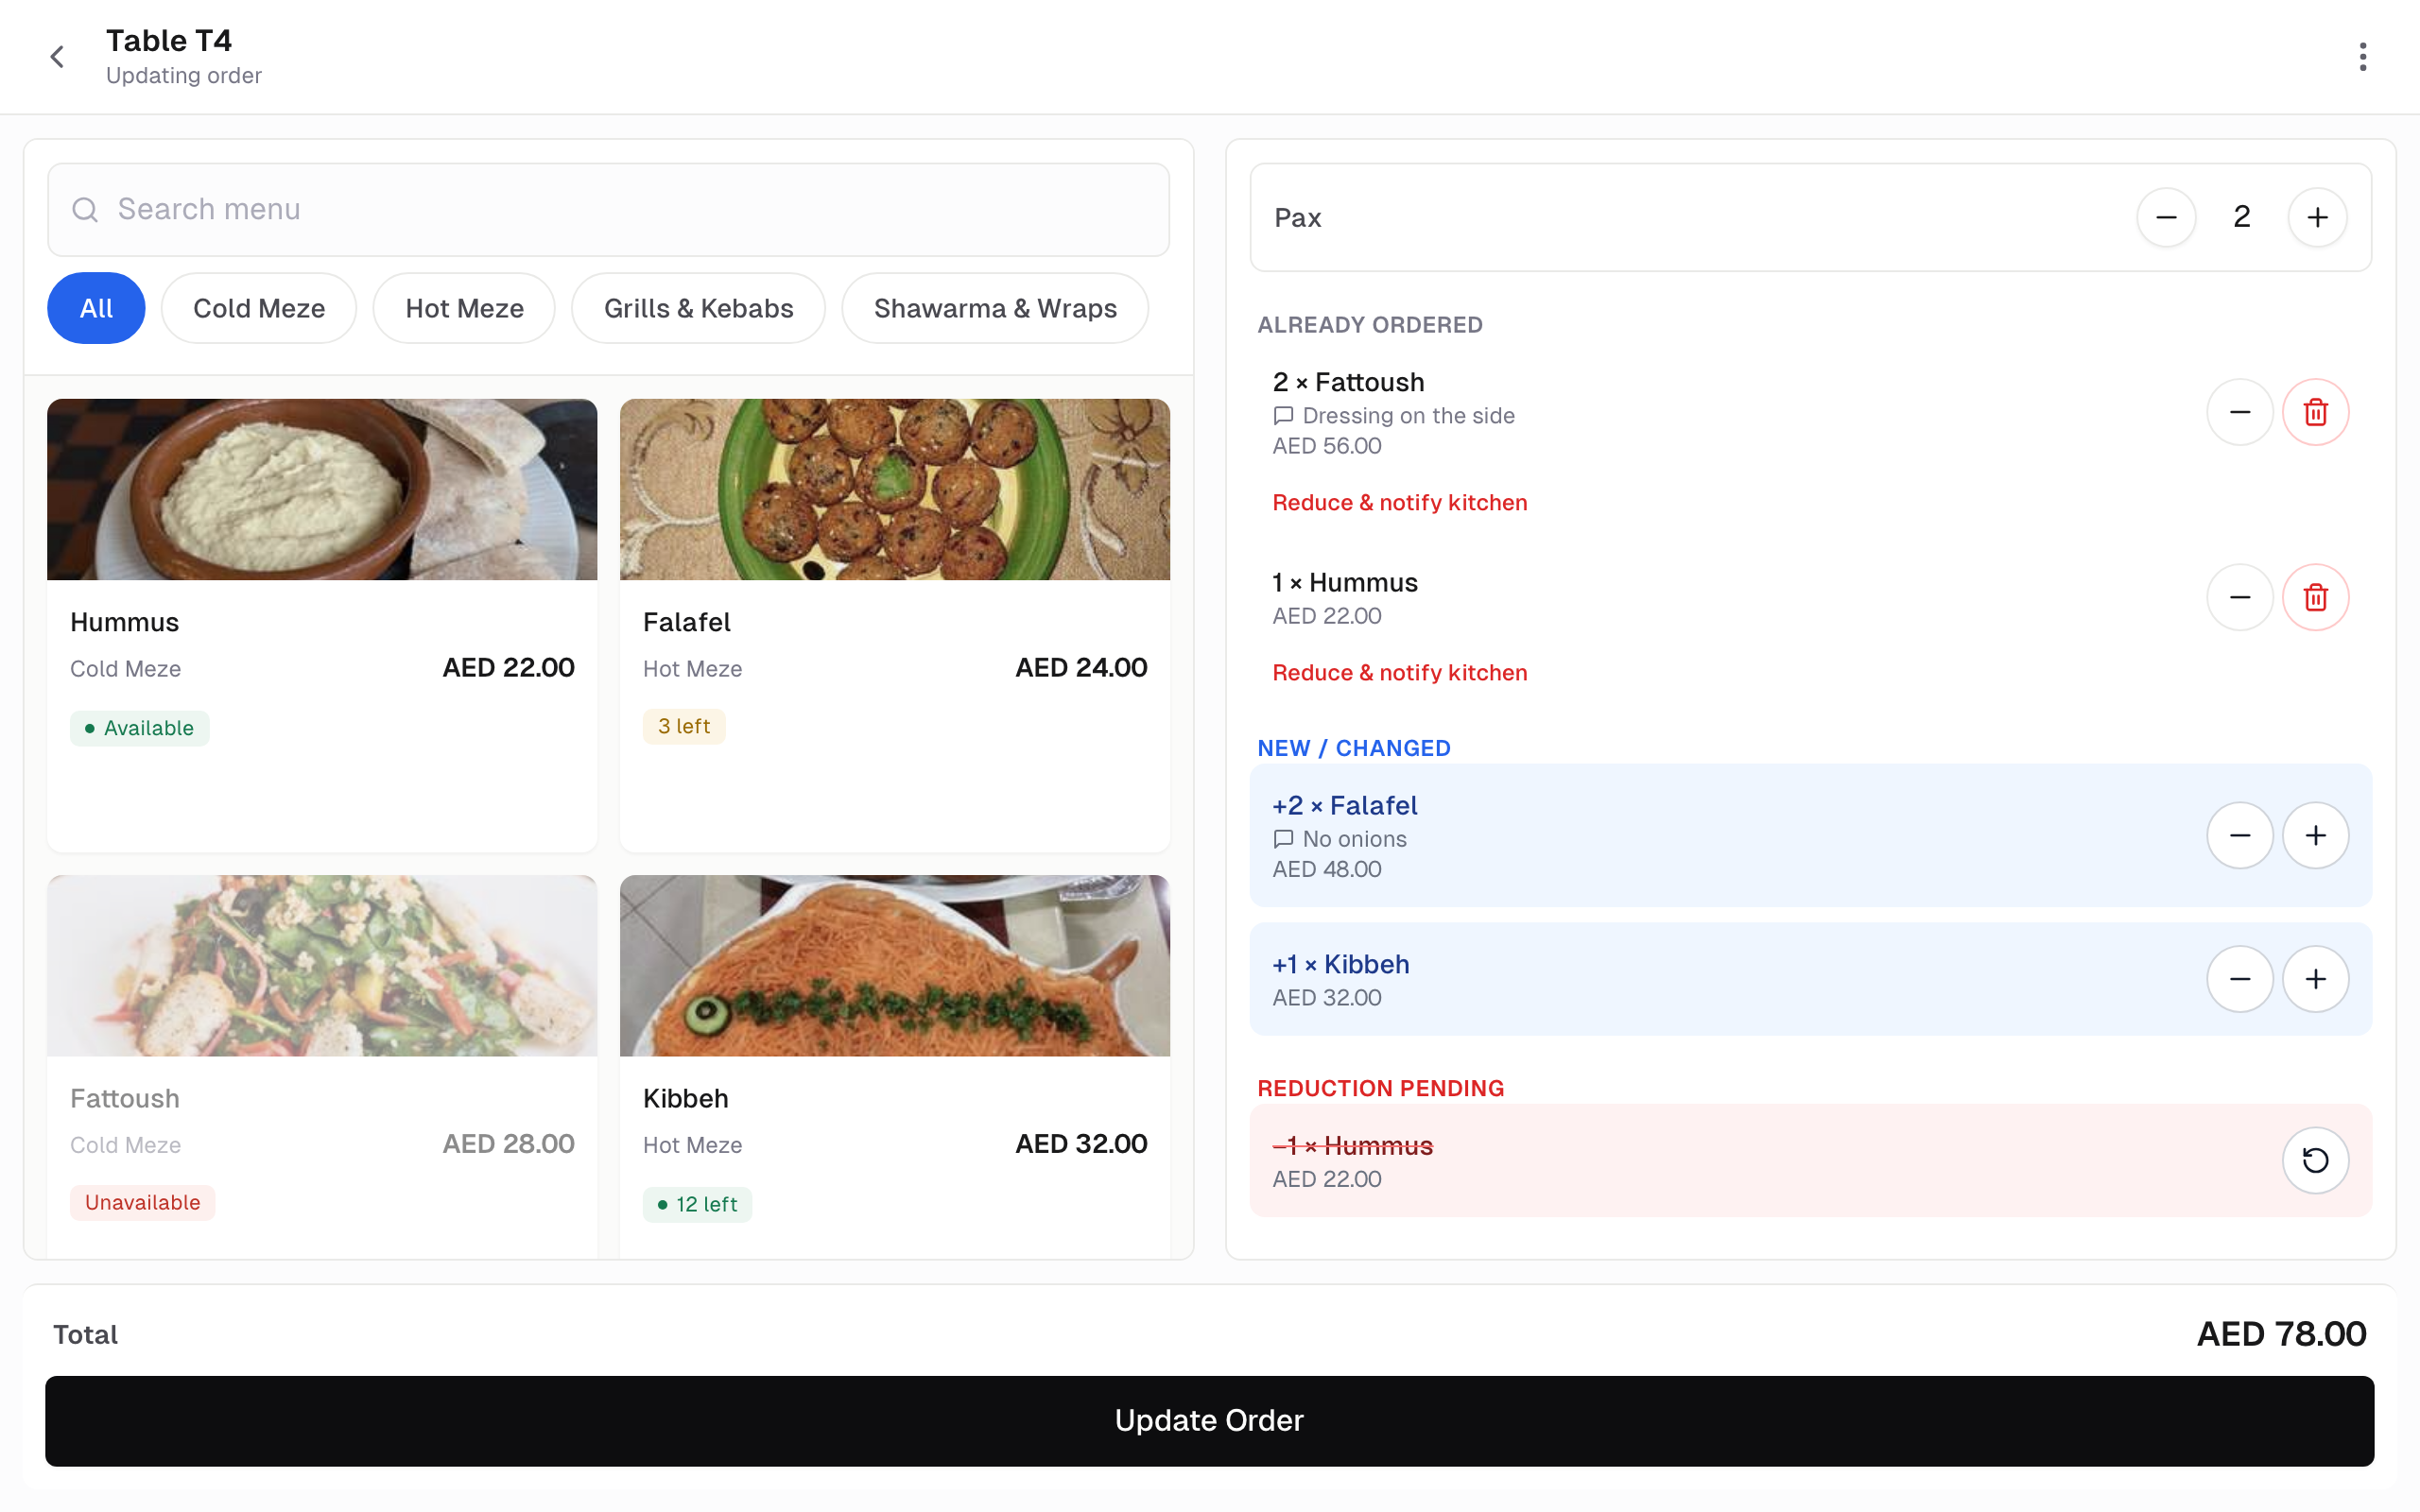 Table T4
Updating order
Search menu
All
Cold Meze
Hot Meze
Grills & Kebabs
Shawarma & Wraps
Hummus
Cold Meze
AED 22.00
Available
Falafel
Hot Meze
AED 24.00
3 left
Fattoush
Cold Meze
AED 28.00
Unavailable
Kibbeh
Hot Meze
AED 32.00
12 left
Pax
2
ALREADY ORDERED
2 × Fattoush
Dressing on the side
AED 56.00
Reduce & notify kitchen
1 × Hummus
AED 22.00
Reduce & notify kitchen
NEW / CHANGED
+2 × Falafel
No onions
AED 48.00
+1 × Kibbeh
AED 32.00
REDUCTION PENDING
−1 × Hummus
AED 22.00
Total
AED 78.00
Update Order